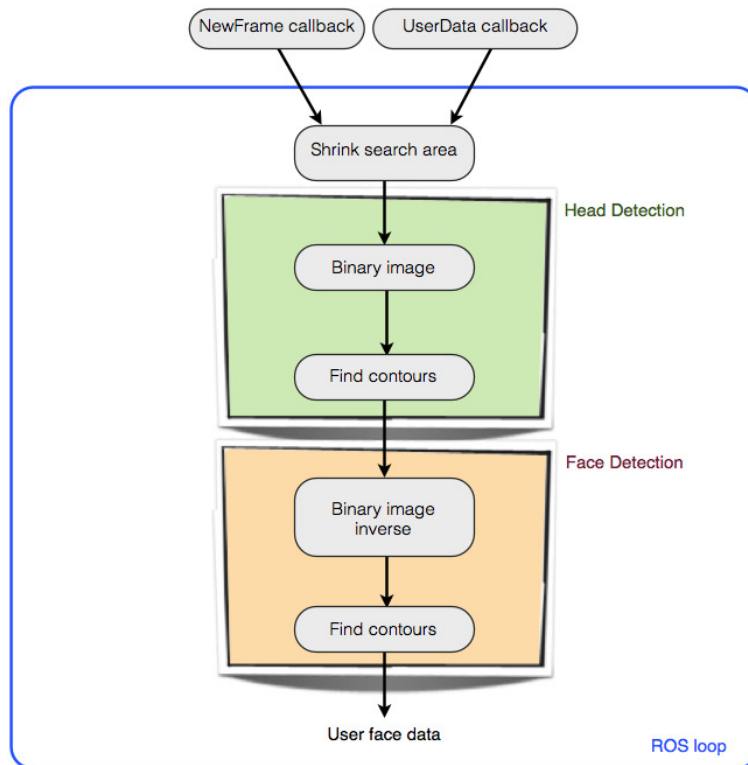 NewFrame callback
UserData callback
Shrink search area
Head Detection
Binary image
Find contours
Face Detection
Binary image
inverse
Find contours
User face data
ROS loop